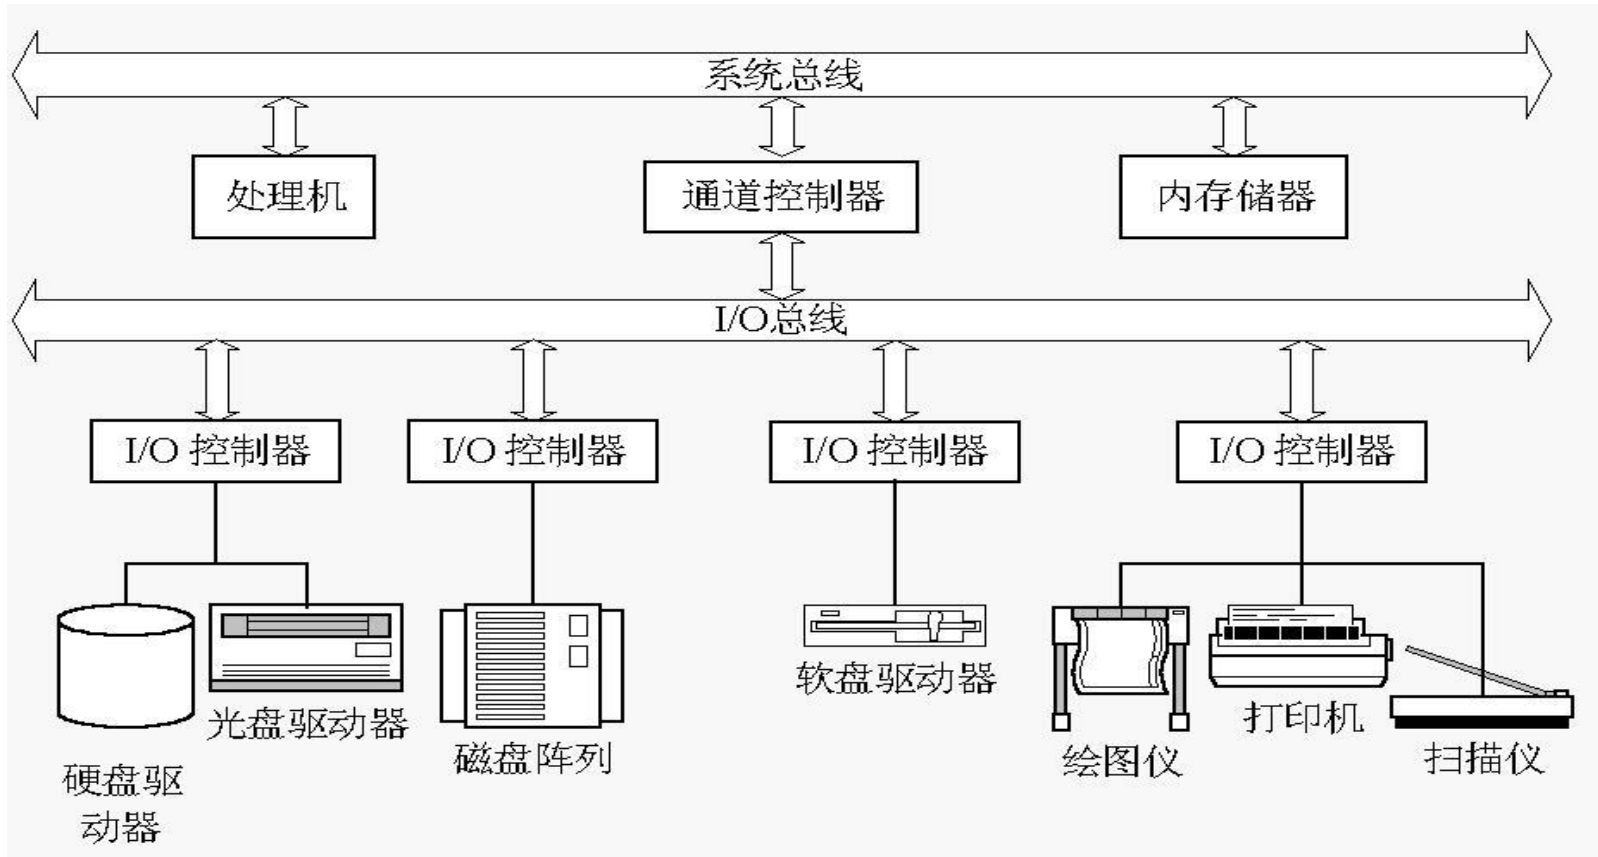 系统总线
处理机
通道控制器
内存储器
I/O总线
I/O 控制器
I/O 控制器
I/O 控制器
I/O 控制器
硬盘驱
动器
光盘驱动器
磁盘阵列
软盘驱动器
绘图仪
打印机
扫描仪